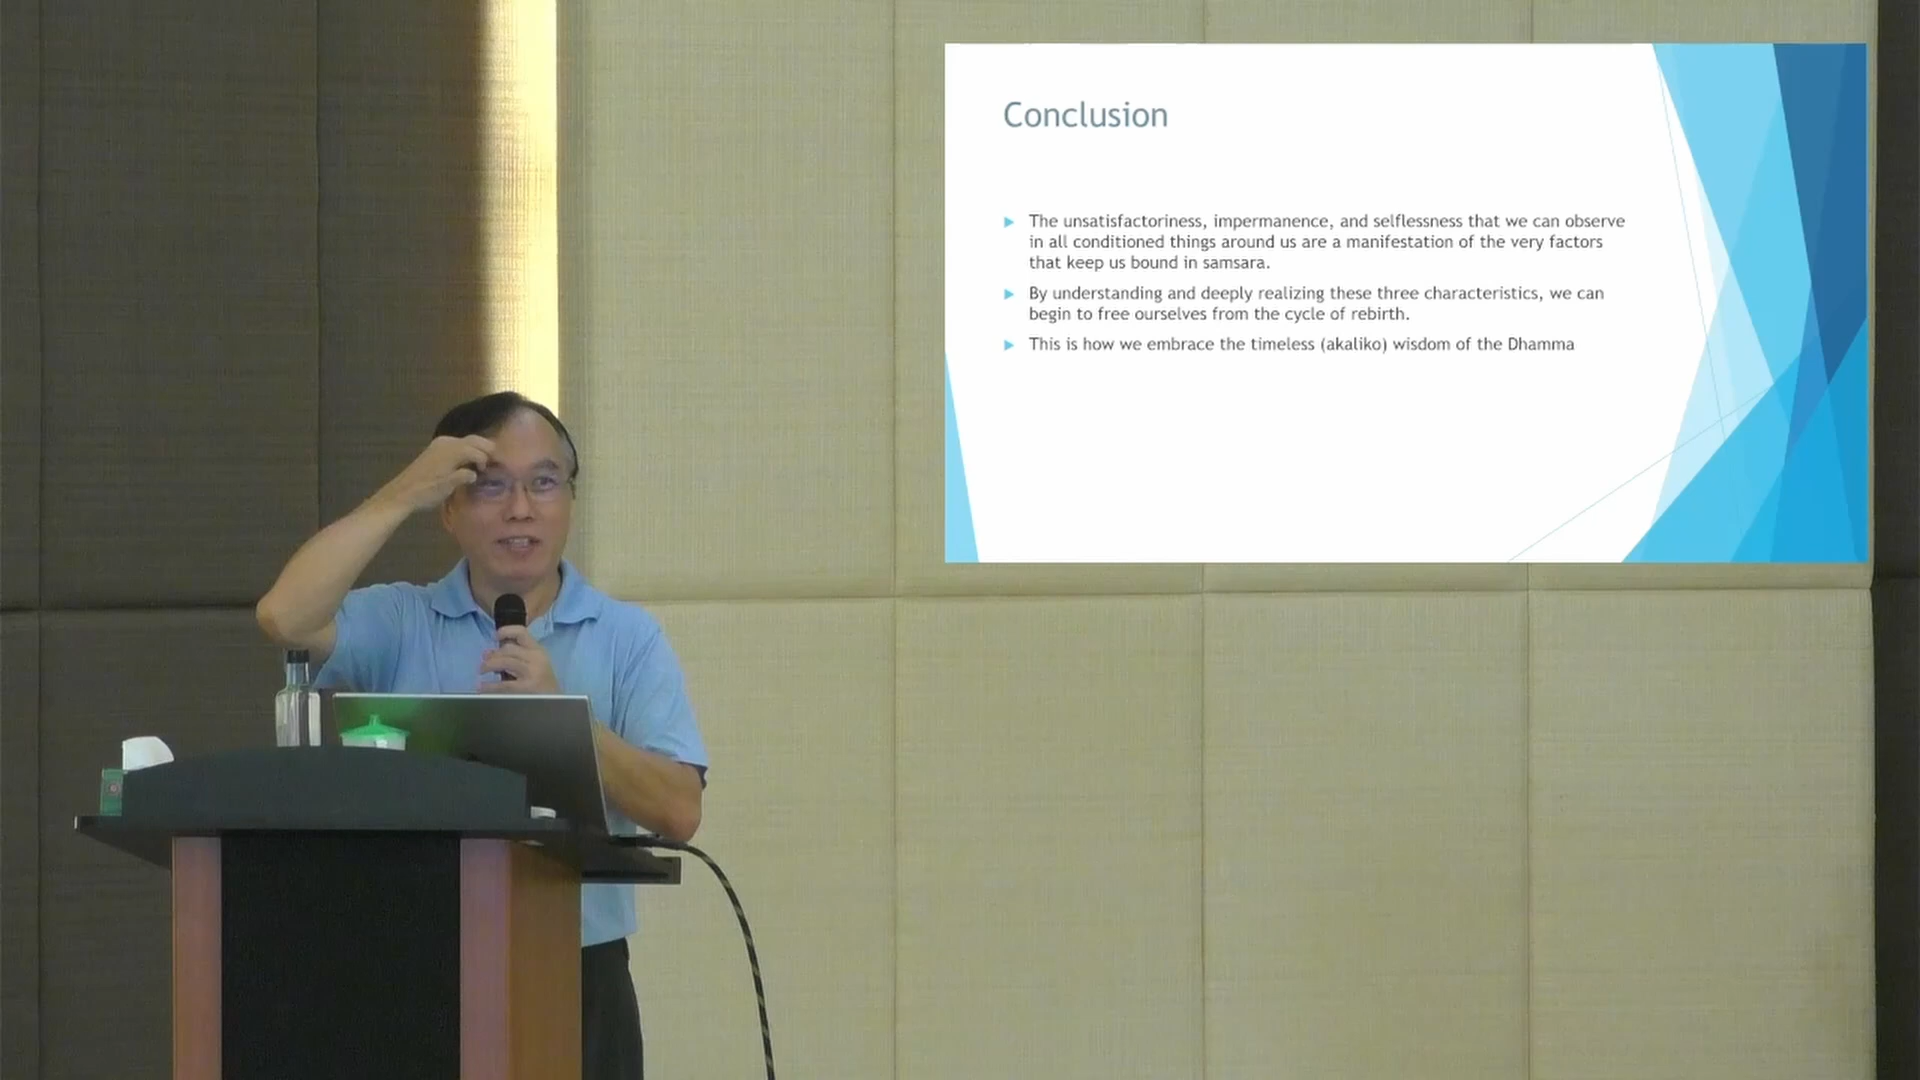 Conclusion
The unsatisfactoriness, impermanence, and selflessness that we can observe
in all conditioned things around us are a manifestation of the very factors
that keep us bound in samsara.
By understanding and deeply realizing these three characteristics, we can
begin to free ourselves from the cycle of rebirth.
This is how we embrace the timeless (akaliko) wisdom of the Dhamma